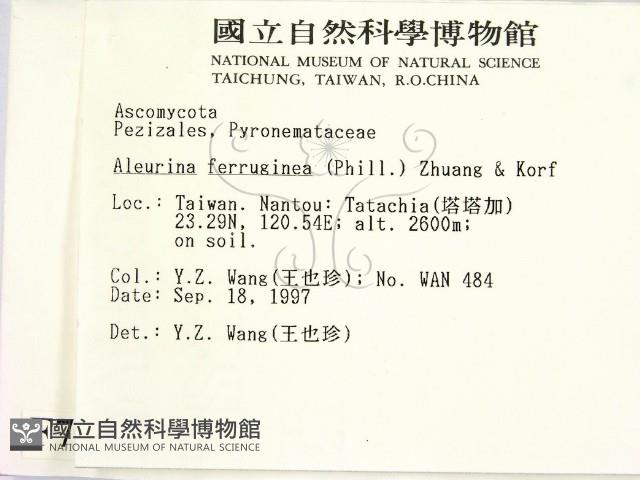 國立自然科學博物館
NATIONAL MUSEUM OF NATURAL SCIENCE
TAICHUNG, TAIWAN, R.O.CHINA
Ascomycota
Pezizales, Pyronemataceae
Aleurina ferruginea (Phill.) Zhuang & Korf
Loc.: Taiwan. Nantou: Tatachia(塔塔加)
23.29N, 120.54E; alt. 2600m;
on soil.
Col.: Y.Z. Wang(王也珍); No. WAN 484
Date: Sep. 18, 1997
Det.: Y.Z. Wang(王也珍)
國立自然科學博物館
NATIONAL MUSEUM OF NATURAL SCIENCE